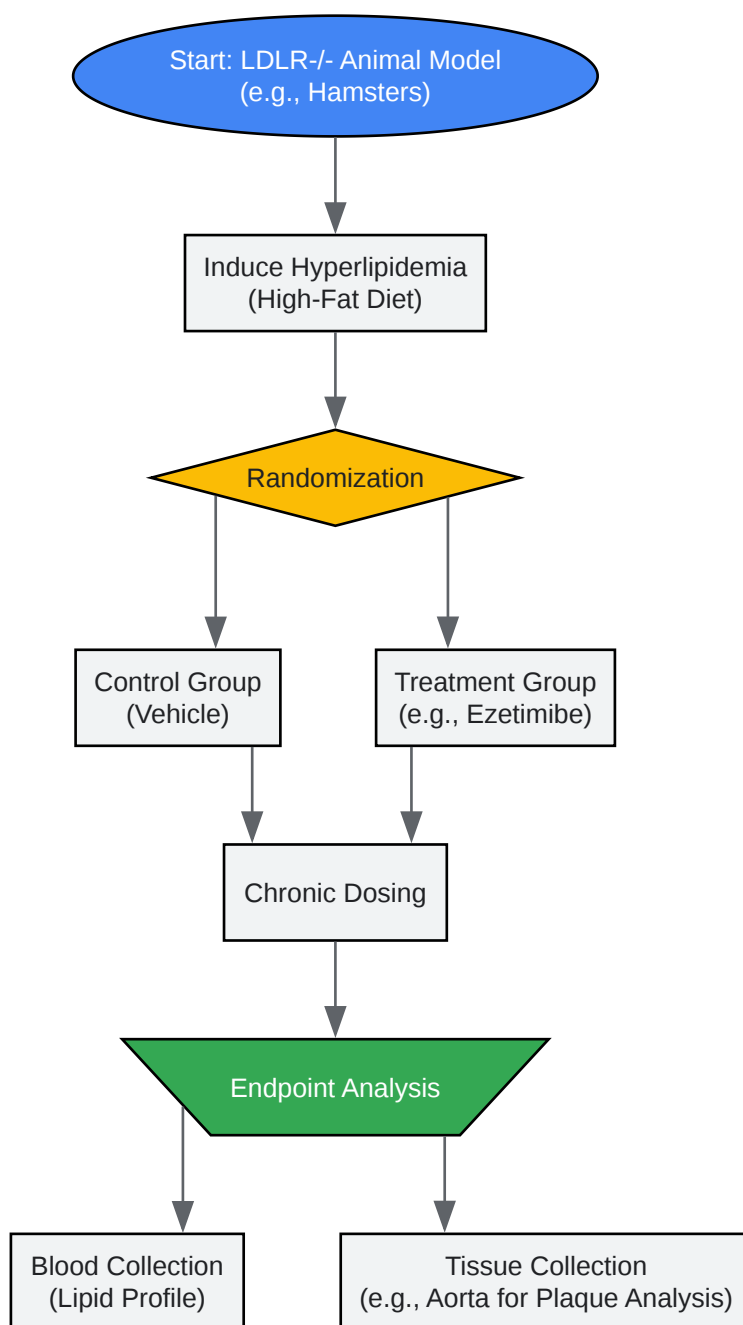 Start: LDLR-/- Animal Model
(e.g., Hamsters)
Induce Hyperlipidemia
(High-Fat Diet)
Randomization
Control Group
(Vehicle)
Treatment Group
(e.g., Ezetimibe)
Chronic Dosing
Endpoint Analysis
Blood Collection
(Lipid Profile)
Tissue Collection
(e.g., Aorta for Plaque Analysis)